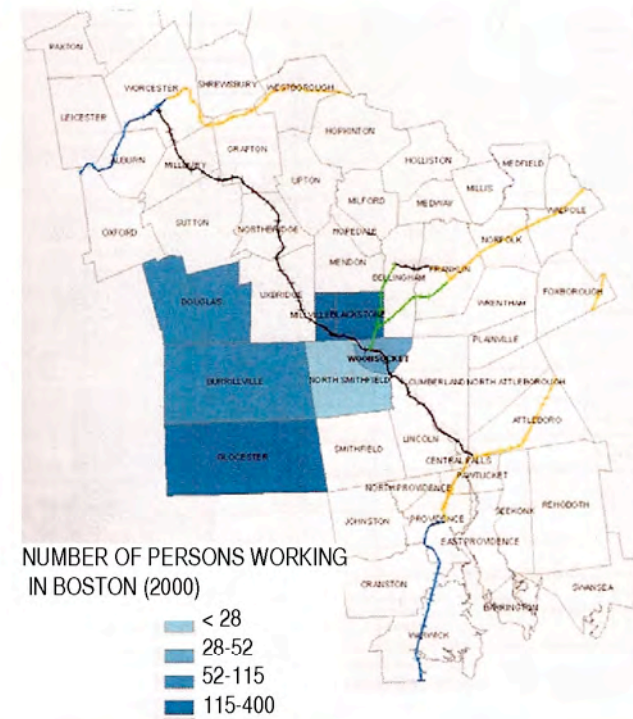 PAXTON
WORCESTER
SHREWSBURY
WESTBOROUGH
LEICESTER
HOPKINTON
AUBURN
MILLBURY
GRAFTON
HOLLISTON
MEDFIELD
UPTON
MILLIS
MILFORD
MEDWAY
WALPOLE
OXFORD
SUTTON
NORTHBRIDGE
HOPEDALE
NORFOLK
MENDON
BELLINGHAM
FRANKLIN
DOUGLAS
UXBRIDGE
WRENTHAM
FOXBOROUGH
MILLVILLE
BLACKSTONE
PLAINVILLE
WOONSOCKET
BURRILLVILLE
NORTH SMITHFIELD
CUMBERLAND
NORTH ATTLEBOROUGH
ATTLEBORO
GLOCESTER
SMITHFIELD
LINCOLN
CENTRAL FALLS
PAWTUCKET
NORTH PROVIDENCE
SEEKONK
REHOBOTH
JOHNSTON
PROVIDENCE
EAST PROVIDENCE
CRANSTON
SWANSEA
BARRINGTON
WARWICK
NUMBER OF PERSONS WORKING
IN BOSTON (2000)
< 28
28-52
52-115
115-400